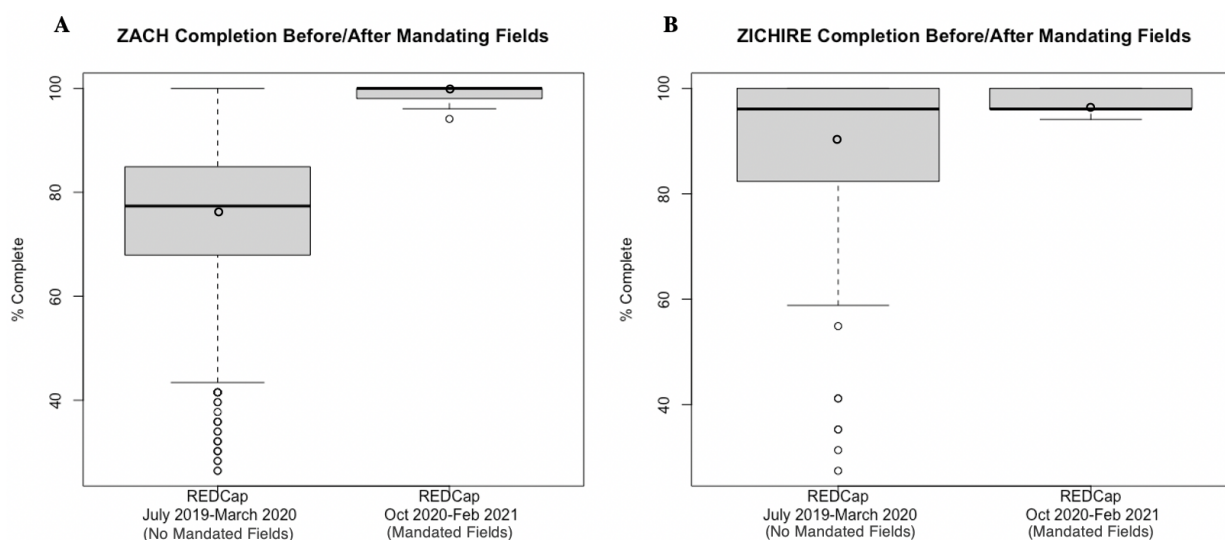 A
ZACH Completion Before/After Mandating Fields
% Complete
100
80
60
40
REDCap
July 2019-March 2020
(No Mandated Fields)
REDCap
Oct 2020-Feb 2021
(Mandated Fields)
B
ZICHIRE Completion Before/After Mandating Fields
% Complete
100
80
60
40
REDCap
July 2019-March 2020
(No Mandated Fields)
REDCap
Oct 2020-Feb 2021
(Mandated Fields)